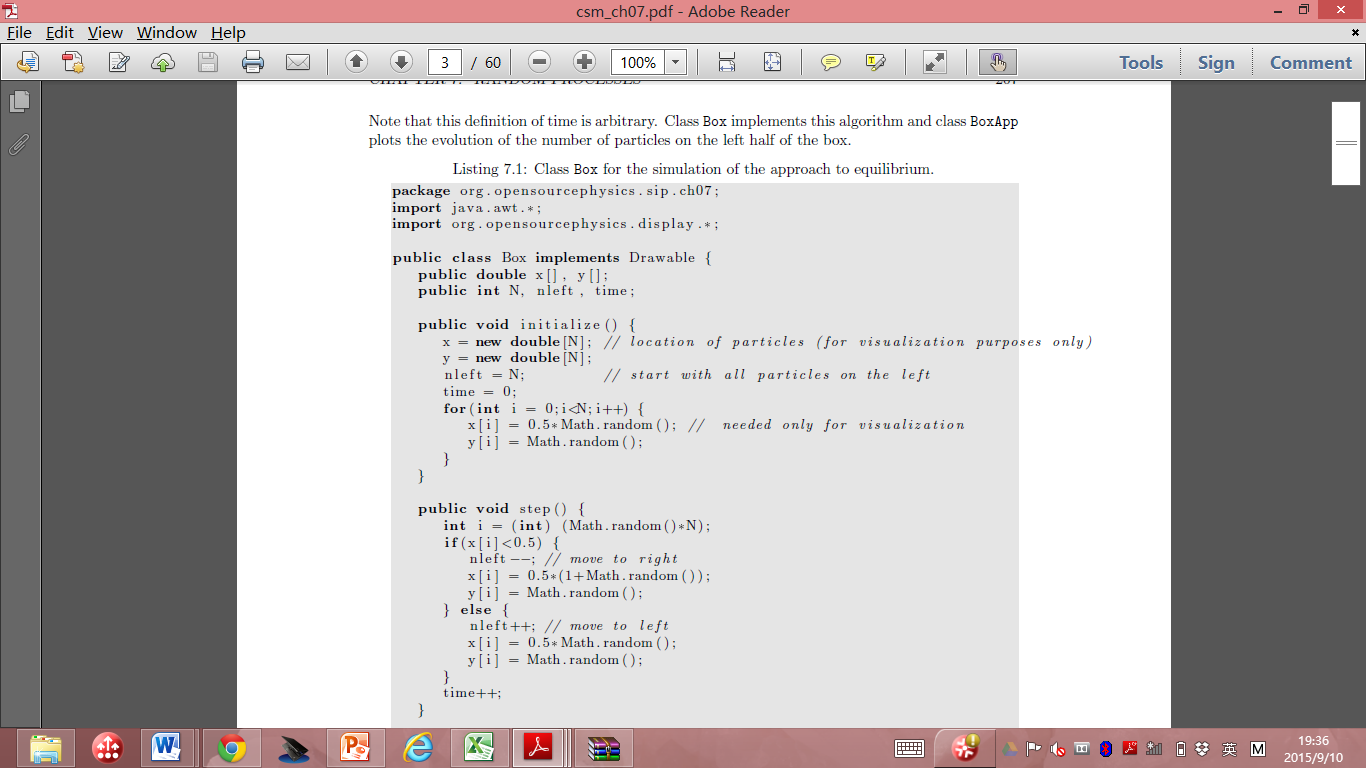 csm_ch07.pdf - Adobe Reader
File Edit View Window Help
3 / 60 100% Tools Sign Comment
CHAPTER 7. RANDOM PROCESSES
Note that this definition of time is arbitrary. Class Box implements this algorithm and class BoxApp
plots the evolution of the number of particles on the left half of the box.
Listing 7.1: Class Box for the simulation of the approach to equilibrium.
package org.opensourcephysics.sip.ch07;
import java.awt.*;
import org.opensourcephysics.display.*;
public class Box implements Drawable {
public double x[], y[];
public int N, nleft, time;
public void initialize() {
x = new double[N]; // location of particles (for visualization purposes only)
y = new double[N];
nleft = N; // start with all particles on the left
time = 0;
for(int i = 0;i<N;i++) {
x[i] = 0.5*Math.random(); // needed only for visualization
y[i] = Math.random();
}
}
public void step() {
int i = (int) (Math.random()*N);
if(x[i]<0.5) {
nleft--; // move to right
x[i] = 0.5*(1+Math.random());
y[i] = Math.random();
} else {
nleft++; // move to left
x[i] = 0.5*Math.random();
y[i] = Math.random();
}
time++;
}
英 M 19:36
2015/9/10